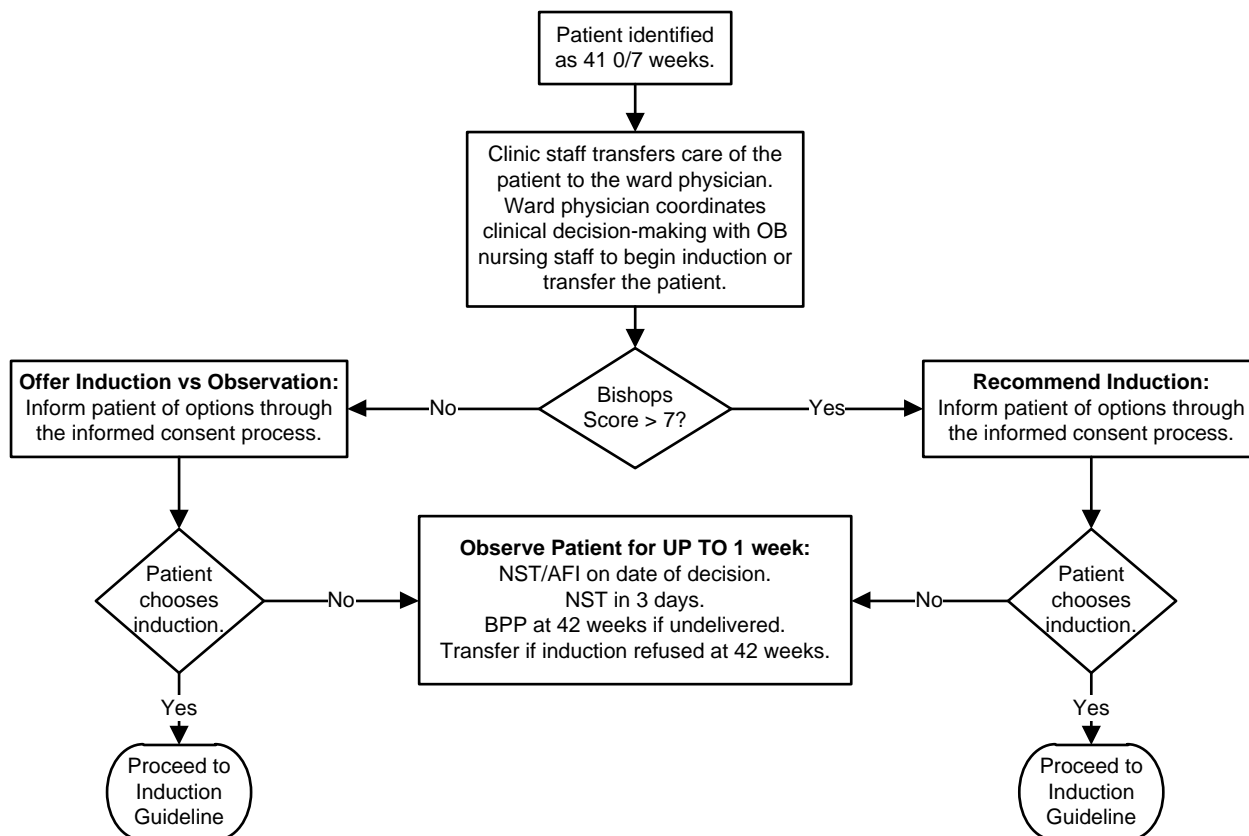 Patient identified
as 41 0/7 weeks.
Clinic staff transfers care of the
patient to the ward physician.
Ward physician coordinates
clinical decision-making with OB
nursing staff to begin induction or
transfer the patient.
Bishops
Score > 7?
No
Yes
Offer Induction vs Observation:
Inform patient of options through
the informed consent process.
Recommend Induction:
Inform patient of options through
the informed consent process.
Patient
chooses
induction.
No
Observe Patient for UP TO 1 week:
NST/AFI on date of decision.
NST in 3 days.
BPP at 42 weeks if undelivered.
Transfer if induction refused at 42 weeks.
No
Patient
chooses
induction.
Yes
Yes
Proceed to
Induction
Guideline
Proceed to
Induction
Guideline